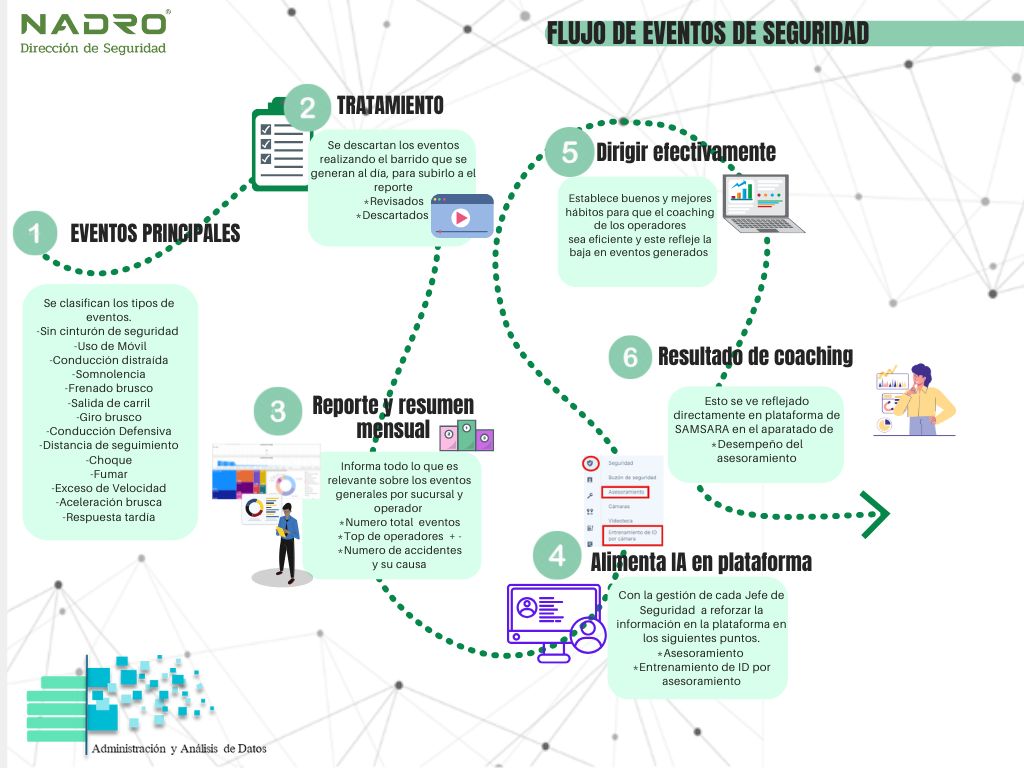 NADRO®
Dirección de Seguridad
FLUJO DE EVENTOS DE SEGURIDAD
1
EVENTOS PRINCIPALES
Se clasifican los tipos de
eventos.
-Sin cinturón de seguridad
-Uso de Móvil
-Conducción distraída
-Somnolencia
-Frenado brusco
-Salida de carril
-Giro brusco
-Conducción Defensiva
-Distancia de seguimiento
-Choque
-Fumar
-Exceso de Velocidad
-Aceleración brusca
-Respuesta tardía
2
TRATAMIENTO
Se descartan los eventos
realizando el barrido que se
generan al día, para subirlo a el
reporte
*Revisados
*Descartados
3
Reporte y resumen
mensual
1
Informa todo lo que es
relevante sobre los eventos
generales por sucursal y
operador
*Numero total eventos
*Top de operadores + -
*Numero de accidentes
y su causa
Seguridad
Buzón de seguridad
Asesoramiento
Cámaras
Videoteca
Entrenamiento de ID
por cámara
4
Alimenta IA en plataforma
Con la gestión de cada Jefe de
Seguridad a reforzar la
información en la plataforma en
los siguientes puntos.
*Asesoramiento
*Entrenamiento de ID por
asesoramiento
5
Dirigir efectivamente
Establece buenos y mejores
hábitos para que el coaching
de los operadores
sea eficiente y este refleje la
baja en eventos generados
6
Resultado de coaching
Esto se ve reflejado
directamente en plataforma de
SAMSARA en el aparatado de
*Desempeño del
asesoramiento
Administración y Análisis de Datos